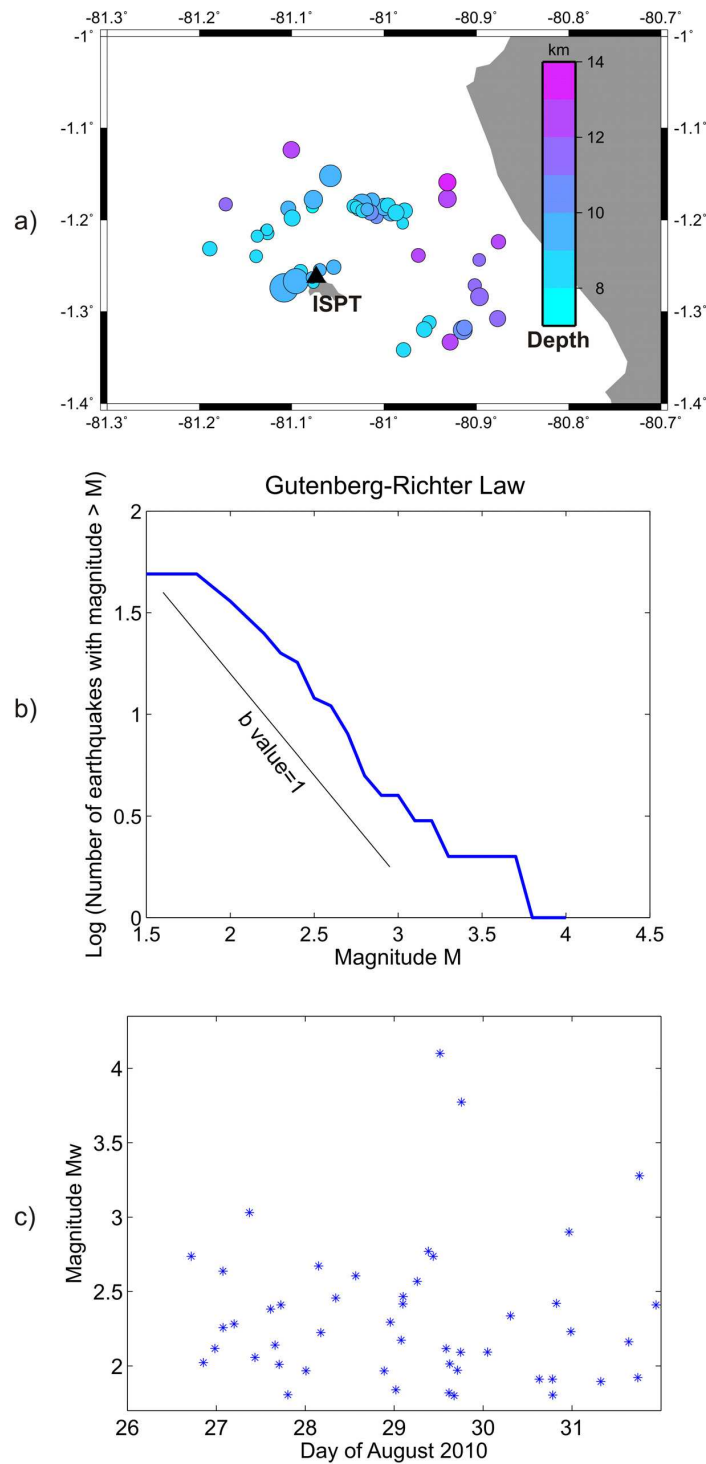 a)
-81.3° -81.2° -81.1° -81° -80.9° -80.8° -80.7°
-1° -1°
-1.1° -1.1°
-1.2° -1.2°
-1.3° -1.3°
-1.4° -1.4°
-81.3° -81.2° -81.1° -81° -80.9° -80.8° -80.7°
km
14
12
10
8
Depth
ISPT
b)
Gutenberg-Richter Law
Log (Number of earthquakes with magnitude > M)
2
1.5
1
0.5
0
b value=1
1.5 2 2.5 3 3.5 4 4.5
Magnitude M
c)
Magnitude Mw
4
3.5
3
2.5
2
26 27 28 29 30 31
Day of August 2010